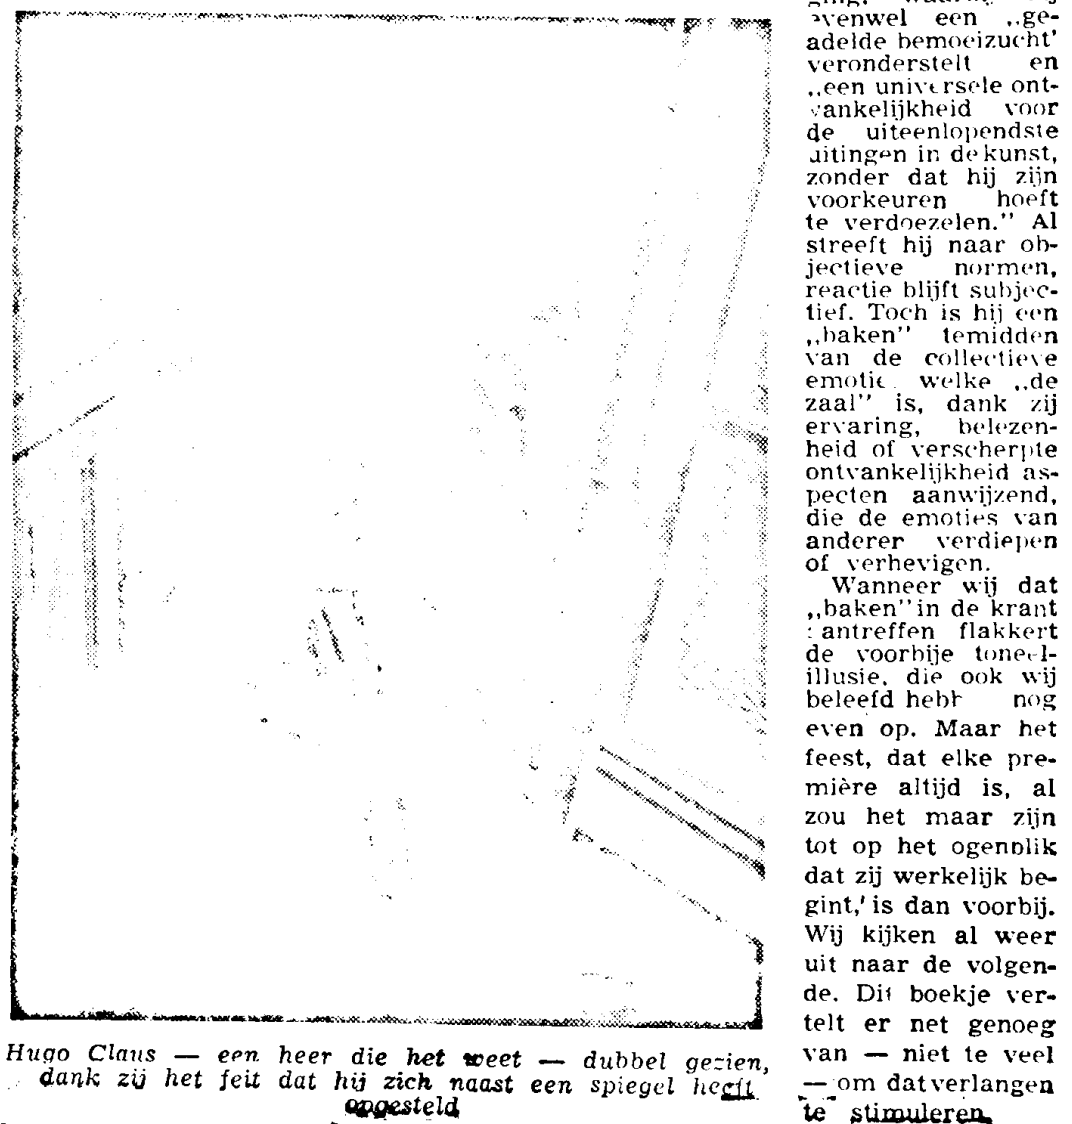 evenwel een „ge-
adelde bemoeizucht'
veronderstelt en
„een universele ont-
vankelijkheid voor
de uiteenlopendste
uitingen in de kunst,
zonder dat hij zijn
voorkeuren hoeft
te verdoezelen." Al
streeft hij naar ob-
jectieve normen,
reactie blijft subjec-
tief. Toch is hij een
„baken" temidden
van de collectieve
emotie welke „de
zaal" is, dank zij
ervaring, belezen-
heid of verscherpte
ontvankelijkheid as-
pecten aanwijzend,
die de emoties van
anderer verdiepen
of verhevigen.
Wanneer wij dat
„baken" in de krant
antreffen flakkert
de voorbije toneel-
illusie, die ook wij
beleefd hebb nog
even op. Maar het
feest, dat elke pre-
mière altijd is, al
zou het maar zijn
tot op het ogenblik
dat zij werkelijk be-
gint, is dan voorbij.
Wij kijken al weer
uit naar de volgen-
de. Dit boekje ver-
telt er net genoeg
van — niet te veel
— om dat verlangen
te stimuleren.
Hugo Claus — een heer die het weet — dubbel gezien,
dank zij het feit dat hij zich naast een spiegel heeft
opgesteld